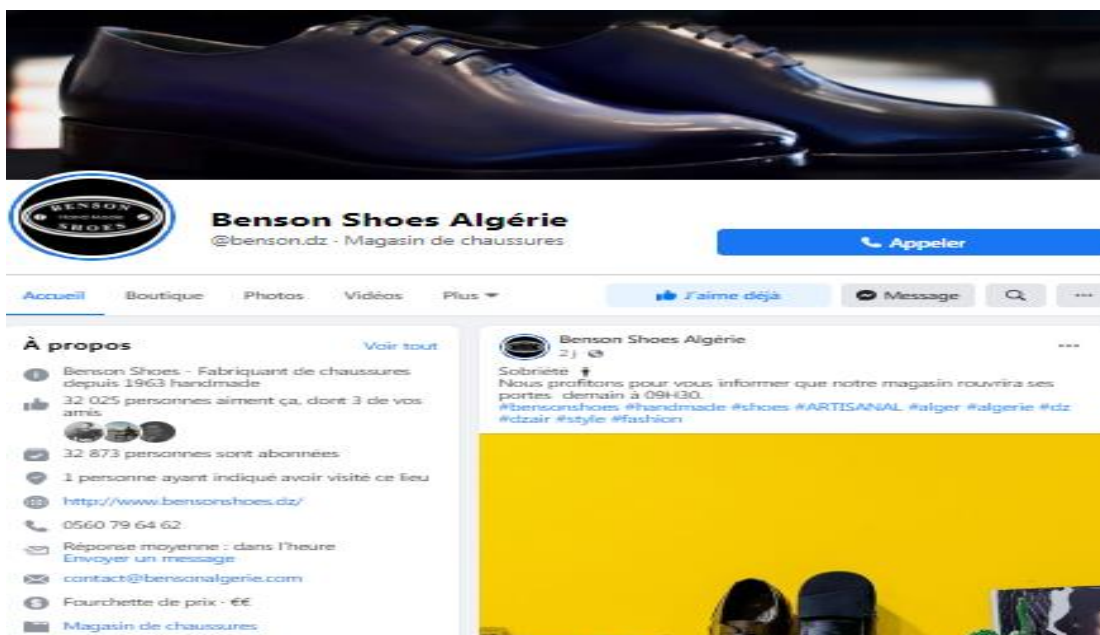 BENSON
HAND MADE
SHOES
Benson Shoes Algérie
@benson.dz · Magasin de chaussures
Appeler
Accueil Boutique Photos Vidéos Plus
J'aime déjà Message
À propos Voir tout
Benson Shoes - Fabriquant de chaussures
depuis 1963 handmade
32 025 personnes aiment ça, dont 3 de vos
amis
32 873 personnes sont abonnées
1 personne ayant indiqué avoir visité ce lieu
http://www.bensonshoes.dz/
0560 79 64 62
Réponse moyenne : dans l'heure
Envoyer un message
contact@bensonalgerie.com
Fourchette de prix · €€
Magasin de chaussures
Benson Shoes Algérie
2 j ·
Sobriété
Nous profitons pour vous informer que notre magasin rouvrira ses
portes demain à 09H30.
#bensonshoes #handmade #shoes #ARTISANAL #alger #algerie #dz
#dzair #style #fashion